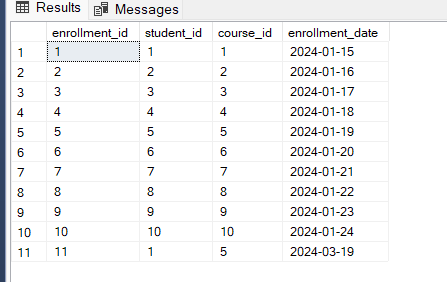 Results Messages
enrollment_id student_id course_id enrollment_date
1 1 1 1 2024-01-15
2 2 2 2 2024-01-16
3 3 3 3 2024-01-17
4 4 4 4 2024-01-18
5 5 5 5 2024-01-19
6 6 6 6 2024-01-20
7 7 7 7 2024-01-21
8 8 8 8 2024-01-22
9 9 9 9 2024-01-23
10 10 10 10 2024-01-24
11 11 1 5 2024-03-19